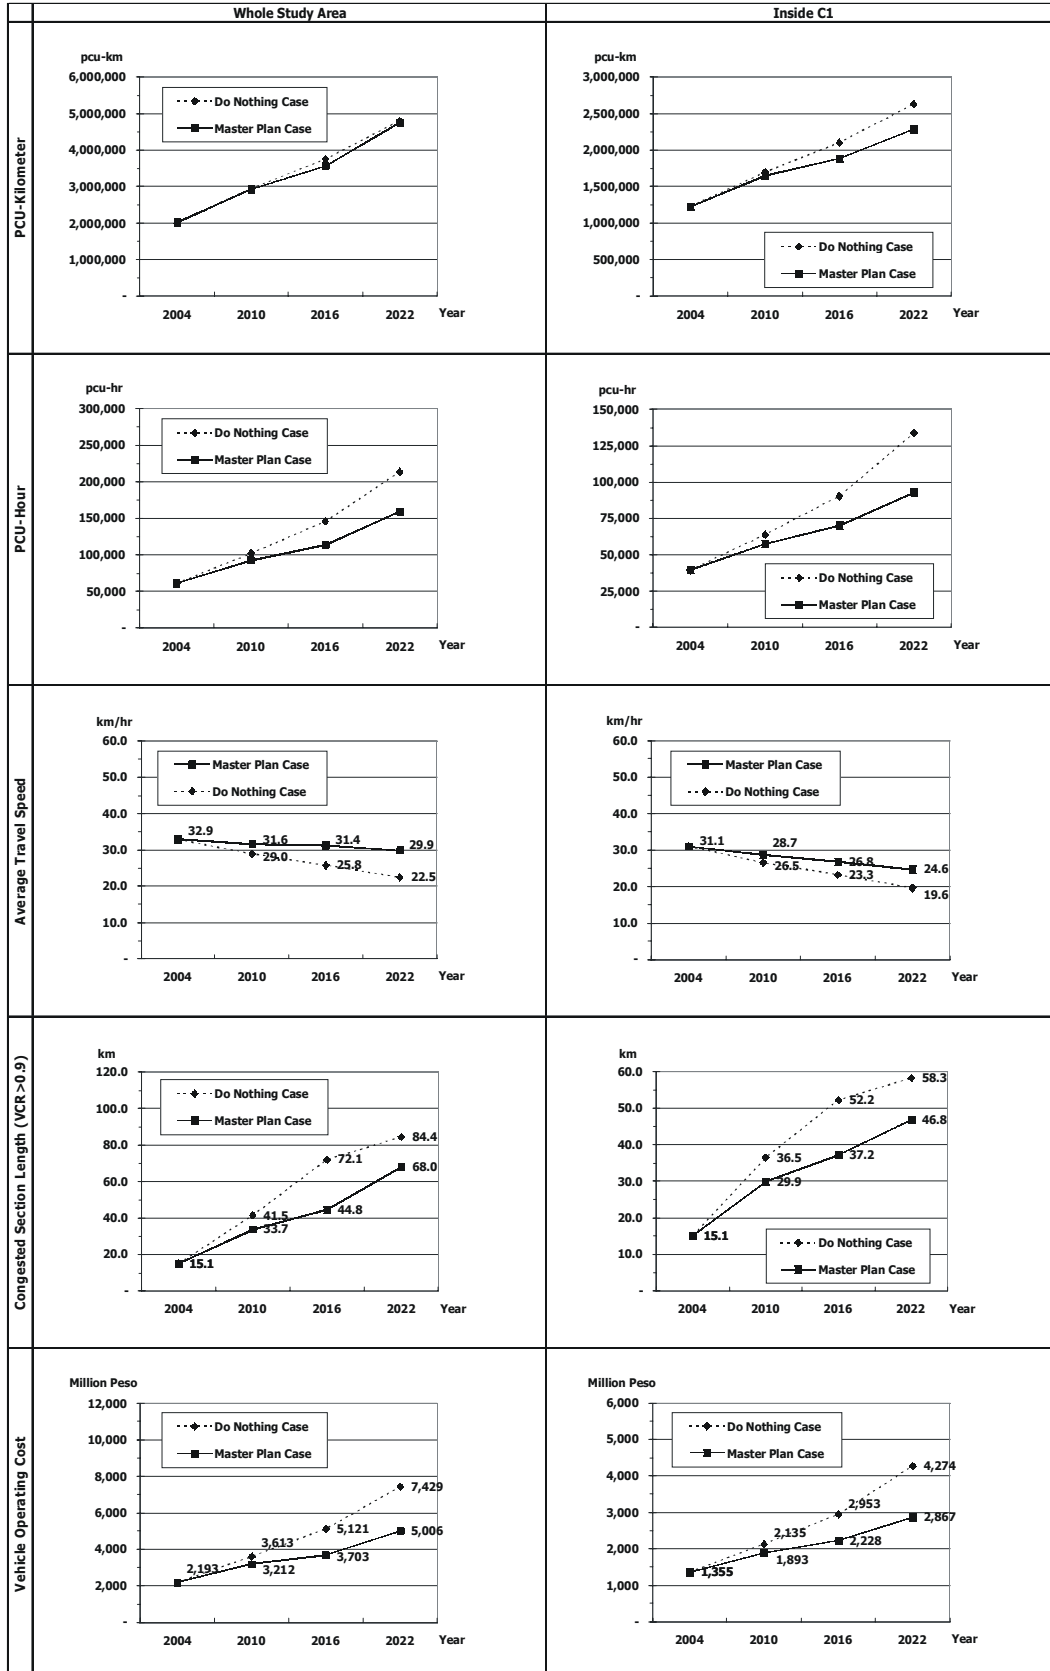 Whole Study Area
Inside C1
PCU-Kilometer
pcu-km
6,000,000
5,000,000
4,000,000
3,000,000
2,000,000
1,000,000
-
Do Nothing Case
Master Plan Case
2004 2010 2016 2022 Year
pcu-km
3,000,000
2,500,000
2,000,000
1,500,000
1,000,000
500,000
-
Do Nothing Case
Master Plan Case
2004 2010 2016 2022 Year
PCU-Hour
pcu-hr
300,000
250,000
200,000
150,000
100,000
50,000
-
Do Nothing Case
Master Plan Case
2004 2010 2016 2022 Year
pcu-hr
150,000
125,000
100,000
75,000
50,000
25,000
-
Do Nothing Case
Master Plan Case
2004 2010 2016 2022 Year
Average Travel Speed
km/hr
60.0
50.0
40.0
30.0
20.0
10.0
-
Master Plan Case
Do Nothing Case
32.9 31.6 31.4 29.9
29.0 25.8 22.5
2004 2010 2016 2022 Year
km/hr
60.0
50.0
40.0
30.0
20.0
10.0
-
Master Plan Case
Do Nothing Case
31.1 28.7 26.8 24.6
26.5 23.3 19.6
2004 2010 2016 2022 Year
Congested Section Length (VCR>0.9)
km
120.0
100.0
80.0
60.0
40.0
20.0
-
Do Nothing Case
Master Plan Case
41.5 72.1 84.4
15.1 33.7 44.8 68.0
2004 2010 2016 2022 Year
km
60.0
50.0
40.0
30.0
20.0
10.0
-
36.5 52.2 58.3
15.1 29.9 37.2 46.8
Do Nothing Case
Master Plan Case
2004 2010 2016 2022 Year
Vehicle Operating Cost
Million Peso
12,000
10,000
8,000
6,000
4,000
2,000
-
Do Nothing Case
Master Plan Case
3,613 5,121 7,429
2,193 3,212 3,703 5,006
2004 2010 2016 2022 Year
Million Peso
6,000
5,000
4,000
3,000
2,000
1,000
-
Do Nothing Case
Master Plan Case
2,135 2,953 4,274
1,355 1,893 2,228 2,867
2004 2010 2016 2022 Year